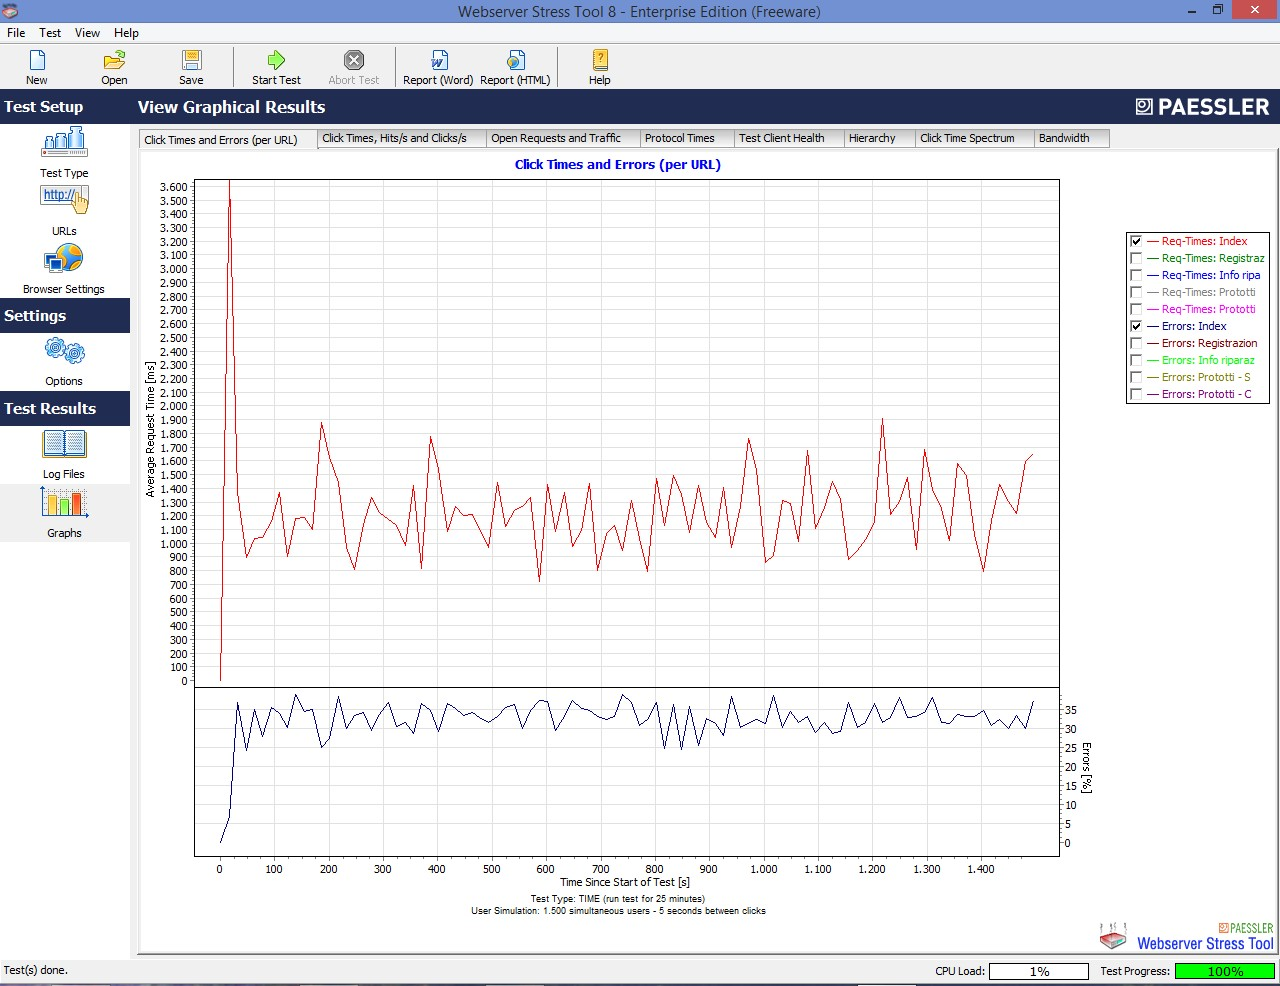 Webserver Stress Tool 8 - Enterprise Edition (Freeware)
File Test View Help
New Open Save Start Test Abort Test Report (Word) Report (HTML) Help
Test Setup
View Graphical Results
PAESSLER
Click Times and Errors (per URL) Click Times, Hits/s and Clicks/s Open Requests and Traffic Protocol Times Test Client Health Hierarchy Click Time Spectrum Bandwidth
Test Type
http://
URLs
Browser Settings
Settings
Options
Test Results
Log Files
Graphs
Click Times and Errors (per URL)
3.600
3.500
3.400
3.300
3.200
3.100
3.000
2.900
2.800
2.700
2.600
2.500
2.400
2.300
2.200
2.100
2.000
1.900
1.800
1.700
1.600
1.500
1.400
1.300
1.200
1.100
1.000
900
800
700
600
500
400
300
200
100
0
Average Request Time [ms]
Req-Times: Index
Req-Times: Registraz
Req-Times: Info ripa
Req-Times: Prototti
Req-Times: Prototti
Errors: Index
Errors: Registrazion
Errors: Info riparaz
Errors: Prototti - S
Errors: Prototti - C
35
30
25
20
15
10
5
0
Errors [%]
0 100 200 300 400 500 600 700 800 900 1.000 1.100 1.200 1.300 1.400
Time Since Start of Test [s]
Test Type: TIME (run test for 25 minutes)
User Simulation: 1.500 simultaneous users - 5 seconds between clicks
PAESSLER
Webserver Stress Tool
Test(s) done.
CPU Load: 1% Test Progress: 100%